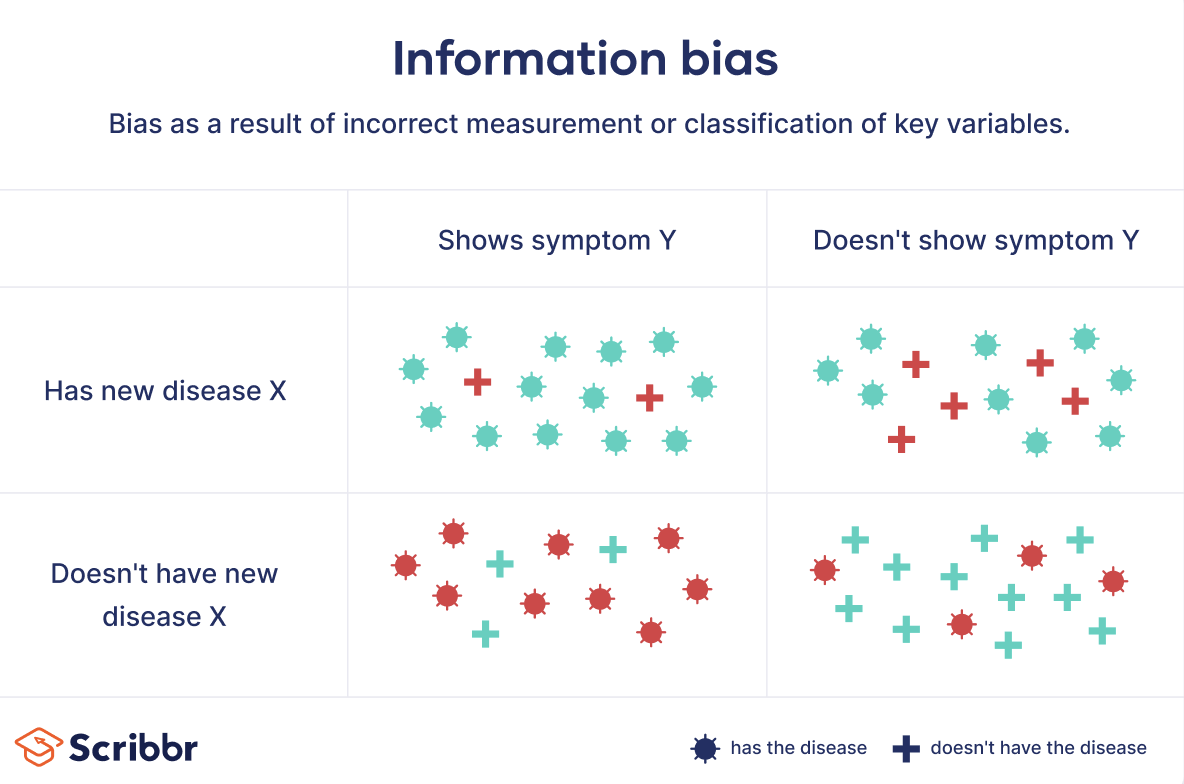 Information bias
Bias as a result of incorrect measurement or classification of key variables.
Shows symptom Y
Doesn't show symptom Y
Has new disease X
Doesn't have new
disease X
Scribbr
has the disease
doesn't have the disease